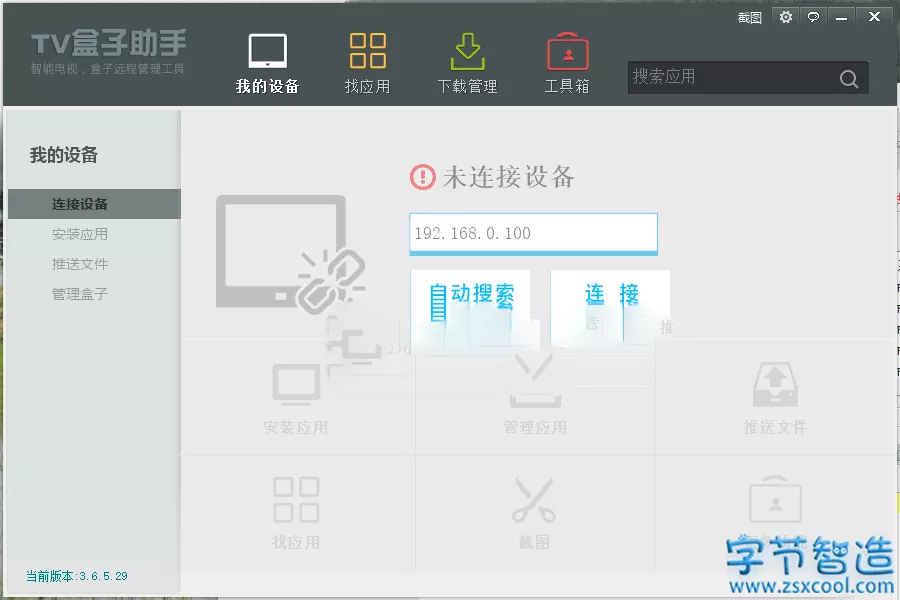 截图
TV盒子助手
智能电视，盒子远程管理工具
我的设备
找应用
下载管理
工具箱
搜索应用
我的设备
连接设备
安装应用
推送文件
管理盒子
未连接设备
192.168.0.100
自动搜索
连 接
安装应用
管理应用
推送文件
找应用
截图
当前版本:3.6.5.29
字节智造
www.zsxcool.com